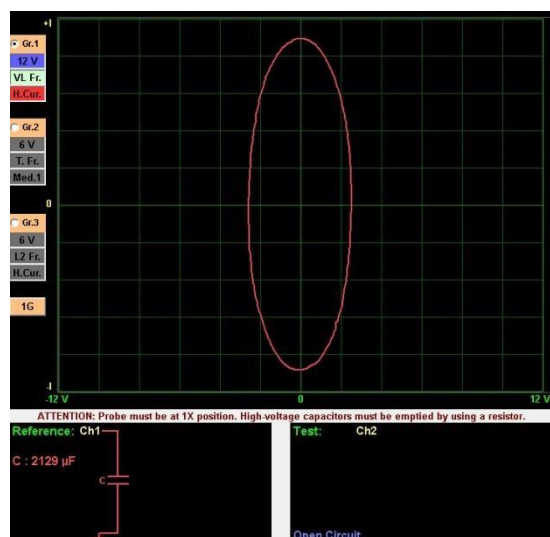 +I
Gr.1
12 V
VL Fr.
H.Cur.
Gr.2
6 V
T. Fr.
Med.1
0
Gr.3
6 V
L2 Fr.
H.Cur.
1G
-I
-12 V
0
12 V
ATTENTION: Probe must be at 1X position. High-voltage capacitors must be emptied by using a resistor.
Reference: Ch1
Test: Ch2
C : 2129 µF
C
Open Circuit